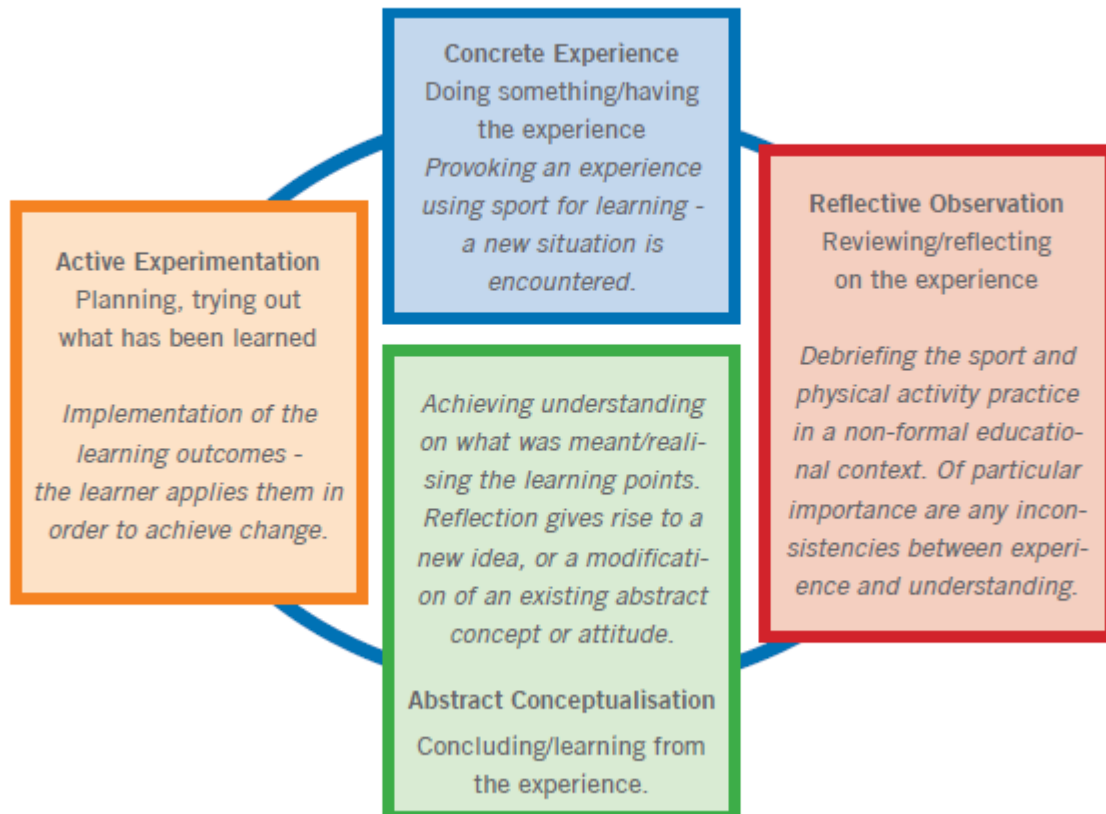 Concrete Experience
Doing something/having
the experience
Provoking an experience
using sport for learning -
a new situation is
encountered.
Reflective Observation
Reviewing/reflecting
on the experience
Debriefing the sport and
physical activity practice
in a non-formal educatio-
nal context. Of particular
importance are any incon-
sistencies between experi-
ence and understanding.
Achieving understanding
on what was meant/reali-
sing the learning points.
Reflection gives rise to a
new idea, or a modificati-
on of an existing abstract
concept or attitude.
Abstract Conceptualisation
Concluding/learning from
the experience.
Active Experimentation
Planning, trying out
what has been learned
Implementation of the
learning outcomes -
the learner applies them in
order to achieve change.